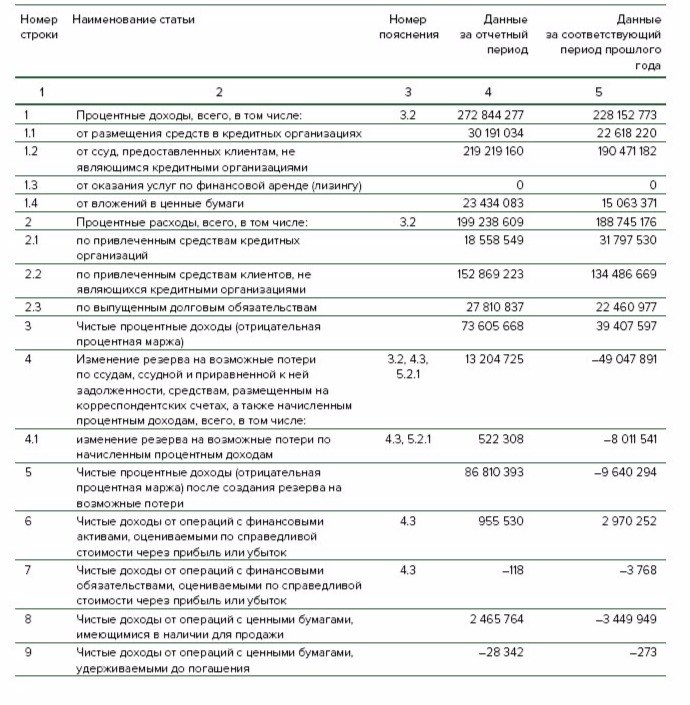 Номер строки Наименование статьи Номер пояснения Данные за отчетный период Данные за соответствующий период прошлого года
1 2 3 4 5
1 Процентные доходы, всего, в том числе: 3.2 272 844 277 228 152 773
1.1 от размещения средств в кредитных организациях 30 191 034 22 618 220
1.2 от ссуд, предоставленных клиентам, не 219 219 160 190 471 182
являющимся кредитными организациями
1.3 от оказания услуг по финансовой аренде (лизингу) 0 0
1.4 от вложений в ценные бумаги 23 434 083 15 063 371
2 Процентные расходы, всего, в том числе: 3.2 199 238 609 188 745 176
2.1 по привлеченным средствам кредитных 18 558 549 31 797 530
организаций
2.2 по привлеченным средствам клиентов, не 152 869 223 134 486 669
являющихся кредитными организациями
2.3 по выпущенным долговым обязательствам 27 810 837 22 460 977
3 Чистые процентные доходы (отрицательная 73 605 668 39 407 597
процентная маржа)
4 Изменение резерва на возможные потери 3.2, 4.3, 13 204 725 –49 047 891
по ссудам, ссудной и приравненной к ней 5.2.1
задолженности, средствам, размещенным на
корреспондентских счетах, а также начисленным
процентным доходам, всего, в том числе:
4.1 изменение резерва на возможные потери по 4.3, 5.2.1 522 308 –8 011 541
начисленным процентным доходам
5 Чистые процентные доходы (отрицательная 86 810 393 –9 640 294
процентная маржа) после создания резерва на
возможные потери
6 Чистые доходы от операций с финансовыми 4.3 955 530 2 970 252
активами, оцениваемыми по справедливой
стоимости через прибыль или убыток
7 Чистые доходы от операций с финансовыми 4.3 –118 –3 768
обязательствами, оцениваемыми по справедливой
стоимости через прибыль или убыток
8 Чистые доходы от операций с ценными бумагами, 2 465 764 –3 449 949
имеющимися в наличии для продажи
9 Чистые доходы от операций с ценными бумагами, –28 342 –273
удерживаемыми до погашения